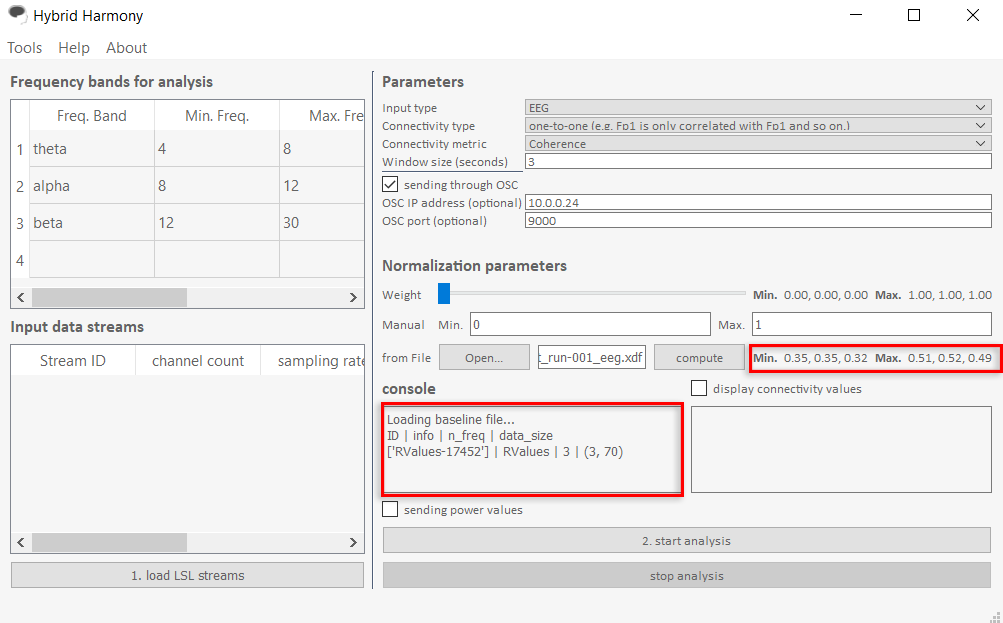 Hybrid Harmony
Tools Help About
Frequency bands for analysis
Freq. Band Min. Freq. Max. Fre
1 theta 4 8
2 alpha 8 12
3 beta 12 30
4
Input data streams
Stream ID channel count sampling rate
1. load LSL streams
Parameters
Input type EEG
Connectivity type one-to-one (e.g. Fp1 is only correlated with Fp1 and so on.)
Connectivity metric Coherence
Window size (seconds) 3
sending through OSC
OSC IP address (optional) 10.0.0.24
OSC port (optional) 9000
Normalization parameters
Weight Min. 0.00, 0.00, 0.00 Max. 1.00, 1.00, 1.00
Manual Min. 0 Max. 1
from File Open... t_run-001_eeg.xdf compute Min. 0.35, 0.35, 0.32 Max. 0.51, 0.52, 0.49
console display connectivity values
Loading baseline file...
ID | info | n_freq | data_size
['RValues-17452'] | RValues | 3 | (3, 70)
sending power values
2. start analysis
stop analysis